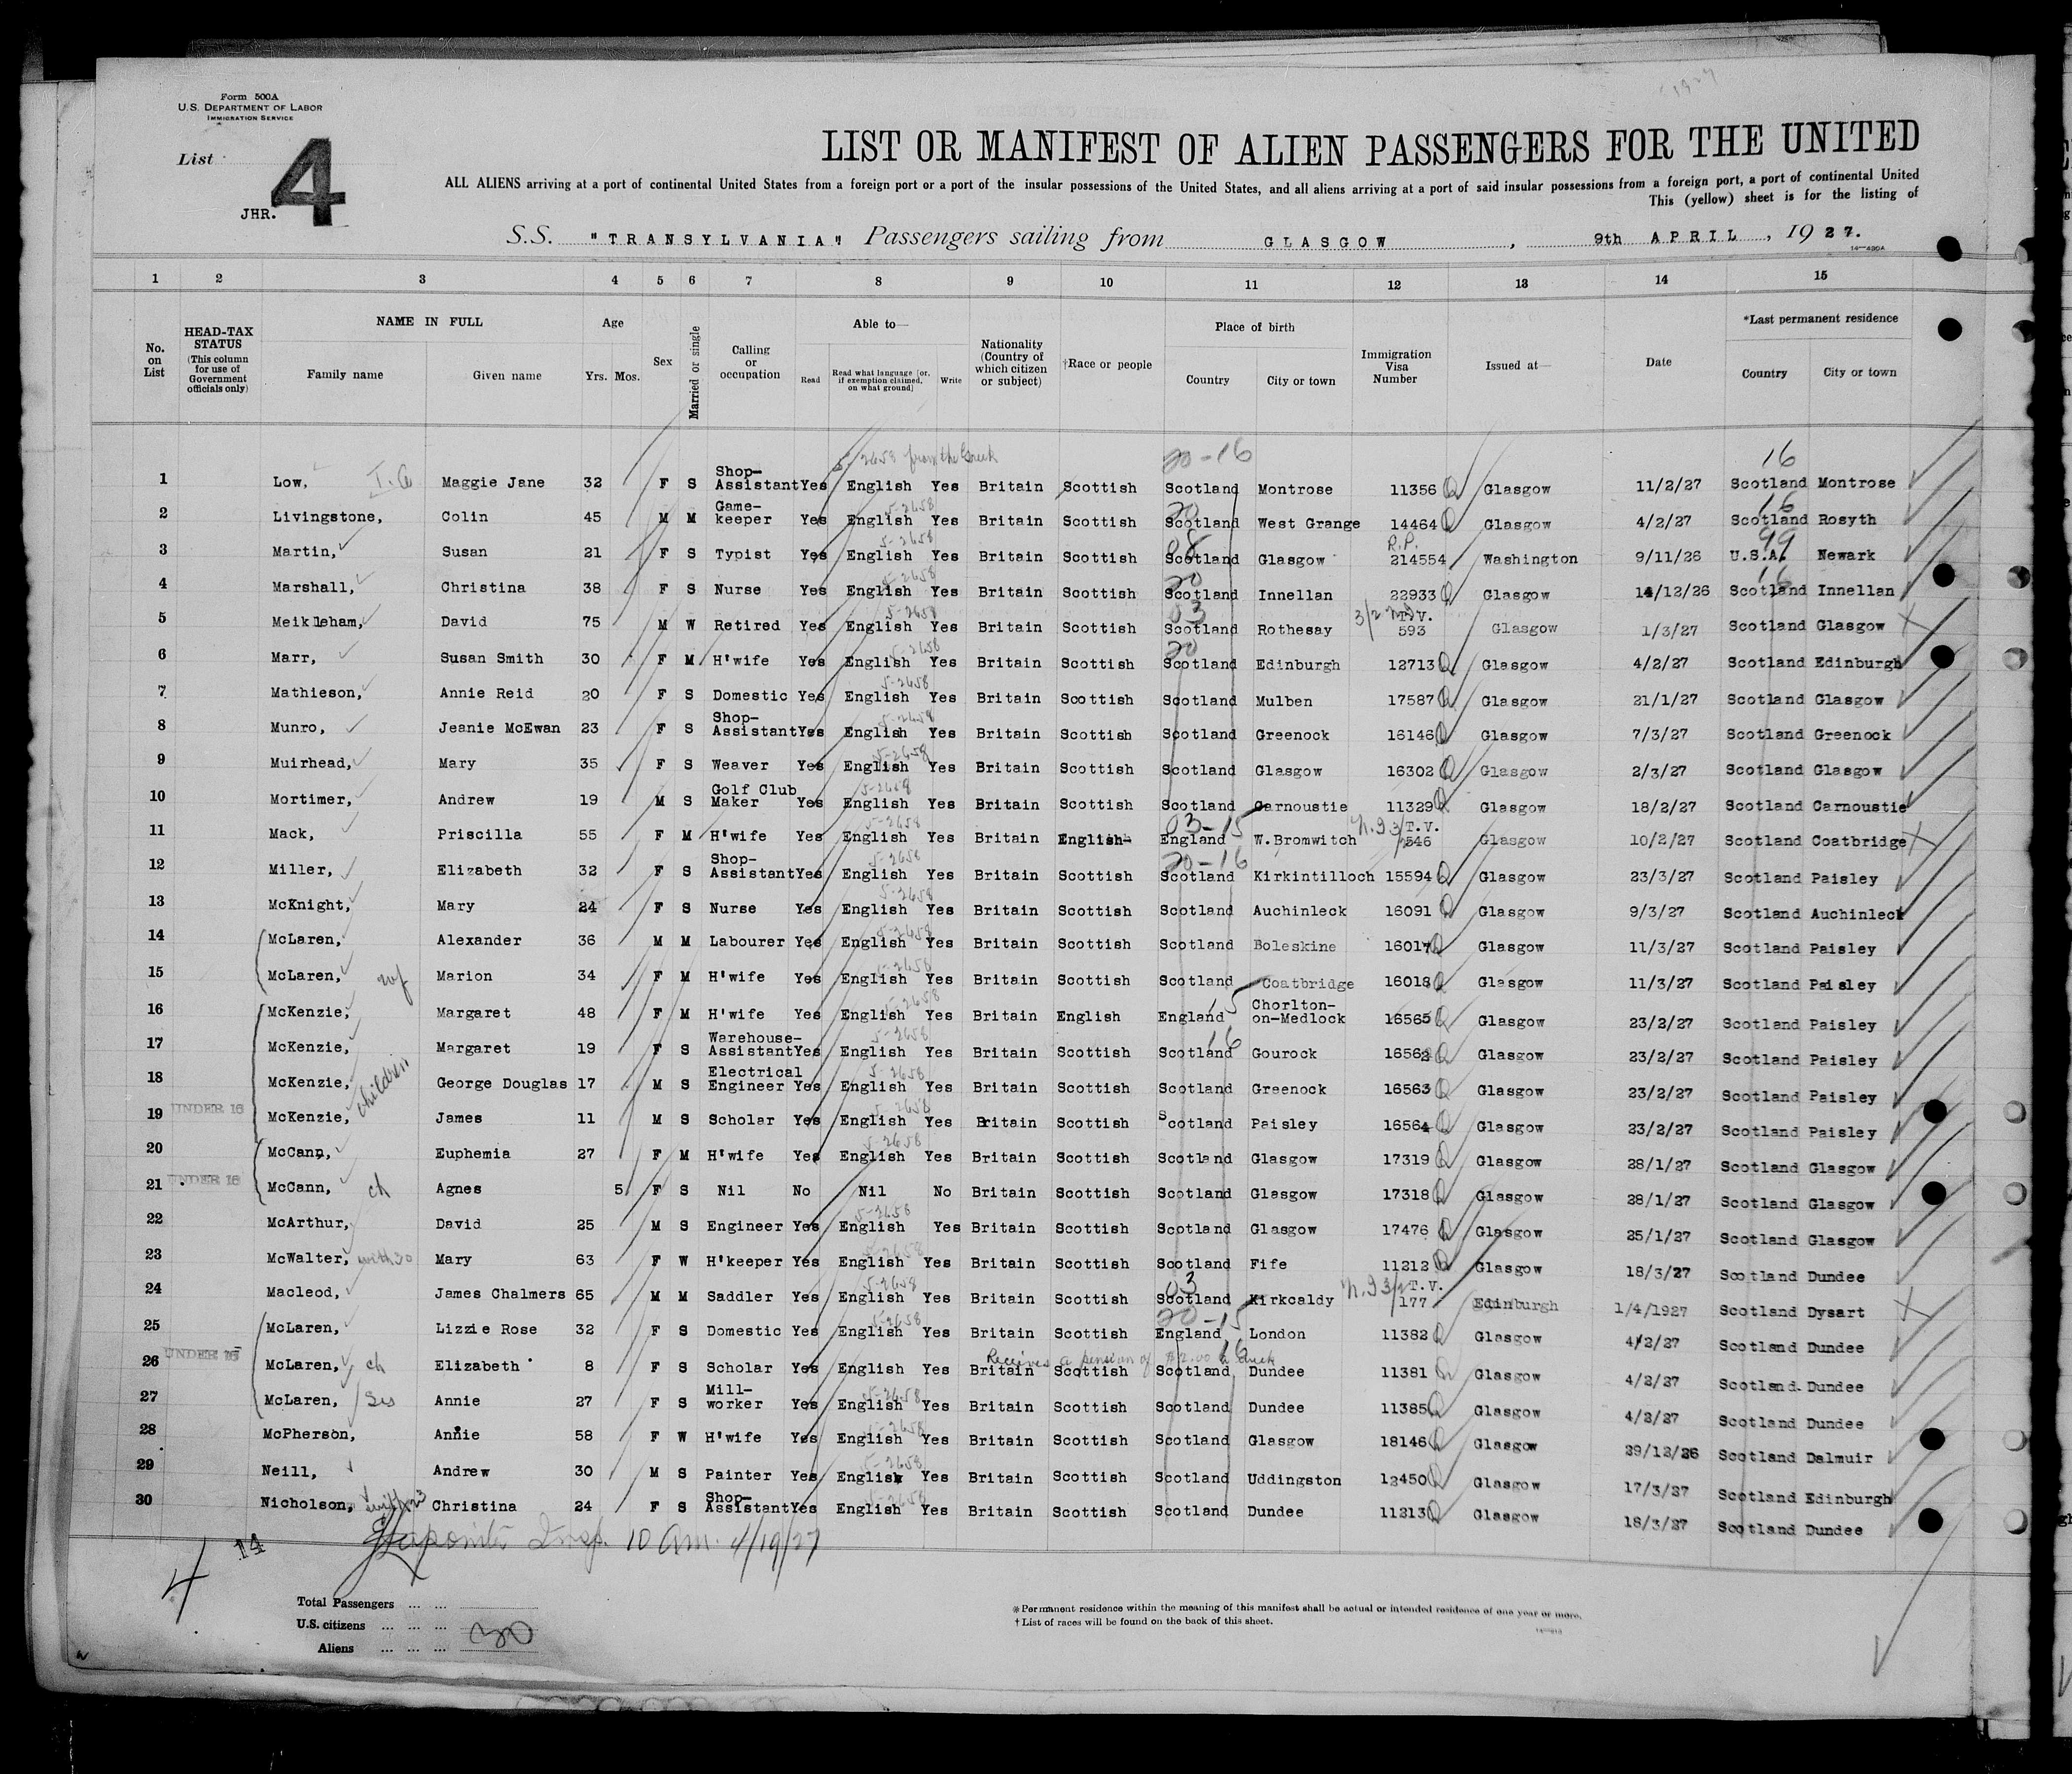 Form 500A
U.S. DEPARTMENT OF LABOR
IMMIGRATION SERVICE
List 4
JHR.
LIST OR MANIFEST OF ALIEN PASSENGERS FOR THE UNITED
ALL ALIENS arriving at a port of continental United States from a foreign port or a port of the insular possessions of the United States, and all aliens arriving at a port of said insular possessions from a foreign port, a port of continental United
This (yellow) sheet is for the listing of
S.S. "TRANSYLVANIA" Passengers sailing from GLASGOW, 9th APRIL, 1927.
1 2 3 4 5 6 7 8 9 10 11 12 13 14 15
No. on List
HEAD-TAX STATUS (This column for use of Government officials only)
NAME IN FULL
Family name Given name
Age
Yrs. Mos.
Sex
Married or single
Calling or occupation
Able to—
Read Read what language [or, if exemption claimed, on what ground] Write
Nationality (Country of which citizen or subject)
†Race or people
Place of birth
Country City or town
Immigration Visa Number
Issued at—
Date
*Last permanent residence
Country City or town
20-16 16
1 Low, Maggie Jane 32 F S Shop-Assistant Yes English Yes Britain Scottish Scotland Montrose 11356 Glasgow 11/2/27 Scotland Montrose
2 Livingstone, Colin 45 M M Game-keeper Yes English Yes Britain Scottish Scotland West Grange 14464 Glasgow 4/2/27 Scotland Rosyth
3 Martin, Susan 21 F S Typist Yes English Yes Britain Scottish Scotland Glasgow R.P. 214554 Washington 9/11/26 U.S.A. Newark
4 Marshall, Christina 38 F S Nurse Yes English Yes Britain Scottish Scotland Innellan 22933 Glasgow 14/12/26 Scotland Innellan
5 Meikleham, David 75 M W Retired Yes English Yes Britain Scottish Scotland Rothesay T.V. 593 Glasgow 1/3/27 Scotland Glasgow
6 Marr, Susan Smith 30 F M H'wife Yes English Yes Britain Scottish Scotland Edinburgh 12713 Glasgow 4/2/27 Scotland Edinburgh
7 Mathieson, Annie Reid 20 F S Domestic Yes English Yes Britain Scottish Scotland Mulben 17587 Glasgow 21/1/27 Scotland Glasgow
8 Munro, Jeanie McEwan 23 F S Shop-Assistant Yes English Yes Britain Scottish Scotland Greenock 16146 Glasgow 7/3/27 Scotland Greenock
9 Muirhead, Mary 35 F S Weaver Yes English Yes Britain Scottish Scotland Glasgow 16302 Glasgow 2/3/27 Scotland Glasgow
10 Mortimer, Andrew 19 M S Golf Club Maker Yes English Yes Britain Scottish Scotland Carnoustie 11329 Glasgow 18/2/27 Scotland Carnoustie
11 Mack, Priscilla 55 F M H'wife Yes English Yes Britain English England W.Bromwitch T.V. 546 Glasgow 10/2/27 Scotland Coatbridge
12 Miller, Elizabeth 32 F S Shop-Assistant Yes English Yes Britain Scottish Scotland Kirkintilloch 15594 Glasgow 23/3/27 Scotland Paisley
13 McKnight, Mary 24 F S Nurse Yes English Yes Britain Scottish Scotland Auchinleck 16091 Glasgow 9/3/27 Scotland Auchinleck
14 McLaren, Alexander 36 M M Labourer Yes English Yes Britain Scottish Scotland Boleskine 16017 Glasgow 11/3/27 Scotland Paisley
15 McLaren, wf Marion 34 F M H'wife Yes English Yes Britain Scottish Scotland Coatbridge 16018 Glasgow 11/3/27 Scotland Paisley
16 McKenzie, Margaret 48 F M H'wife Yes English Yes Britain English England Chorlton-on-Medlock 16565 Glasgow 23/2/27 Scotland Paisley
17 McKenzie, Margaret 19 F S Warehouse-Assistant Yes English Yes Britain Scottish Scotland Gourock 16562 Glasgow 23/2/27 Scotland Paisley
18 McKenzie, children George Douglas 17 M S Electrical Engineer Yes English Yes Britain Scottish Scotland Greenock 16563 Glasgow 23/2/27 Scotland Paisley
19 UNDER 16 McKenzie, James 11 M S Scholar Yes English Yes Britain Scottish Scotland Paisley 16564 Glasgow 23/2/27 Scotland Paisley
20 McCann, Euphemia 27 F M H'wife Yes English Yes Britain Scottish Scotland Glasgow 17319 Glasgow 28/1/27 Scotland Glasgow
21 UNDER 16 McCann, ch Agnes 5 F S Nil No Nil No Britain Scottish Scotland Glasgow 17318 Glasgow 28/1/27 Scotland Glasgow
22 McArthur, David 25 M S Engineer Yes English Yes Britain Scottish Scotland Glasgow 17476 Glasgow 25/1/27 Scotland Glasgow
23 McWalter, with 30 Mary 63 F W H'keeper Yes English Yes Britain Scottish Scotland Fife 11212 Glasgow 18/3/27 Scotland Dundee
24 Macleod, James Chalmers 65 M M Saddler Yes English Yes Britain Scottish Scotland Kirkcaldy T.V. 177 Edinburgh 1/4/1927 Scotland Dysart
25 McLaren, Lizzie Rose 32 F S Domestic Yes English Yes Britain Scottish England London 11382 Glasgow 4/2/27 Scotland Dundee
Receives a pension of
26 UNDER 16 McLaren, ch Elizabeth 8 F S Scholar Yes English Yes Britain Scottish Scotland Dundee 11381 Glasgow 4/2/27 Scotland Dundee
27 McLaren, Sis Annie 27 F S Mill-worker Yes English Yes Britain Scottish Scotland Dundee 11385 Glasgow 4/2/27 Scotland Dundee
28 McPherson, Annie 58 F W H'wife Yes English Yes Britain Scottish Scotland Glasgow 18146 Glasgow 29/12/26 Scotland Dalmuir
29 Neill, Andrew 30 M S Painter Yes English Yes Britain Scottish Scotland Uddingston 12450 Glasgow 17/3/27 Scotland Edinburgh
30 Nicholson, with 23 Christina 24 F S Shop-Assistant Yes English Yes Britain Scottish Scotland Dundee 11213 Glasgow 18/3/27 Scotland Dundee
Lapointe Insp. 10 am. 4/19/27
4 14
Total Passengers ... ...
U.S. citizens ... ... ...
Aliens ... ... ... 30
*Permanent residence within the meaning of this manifest shall be actual or intended residence of one year or more.
†List of races will be found on the back of this sheet.